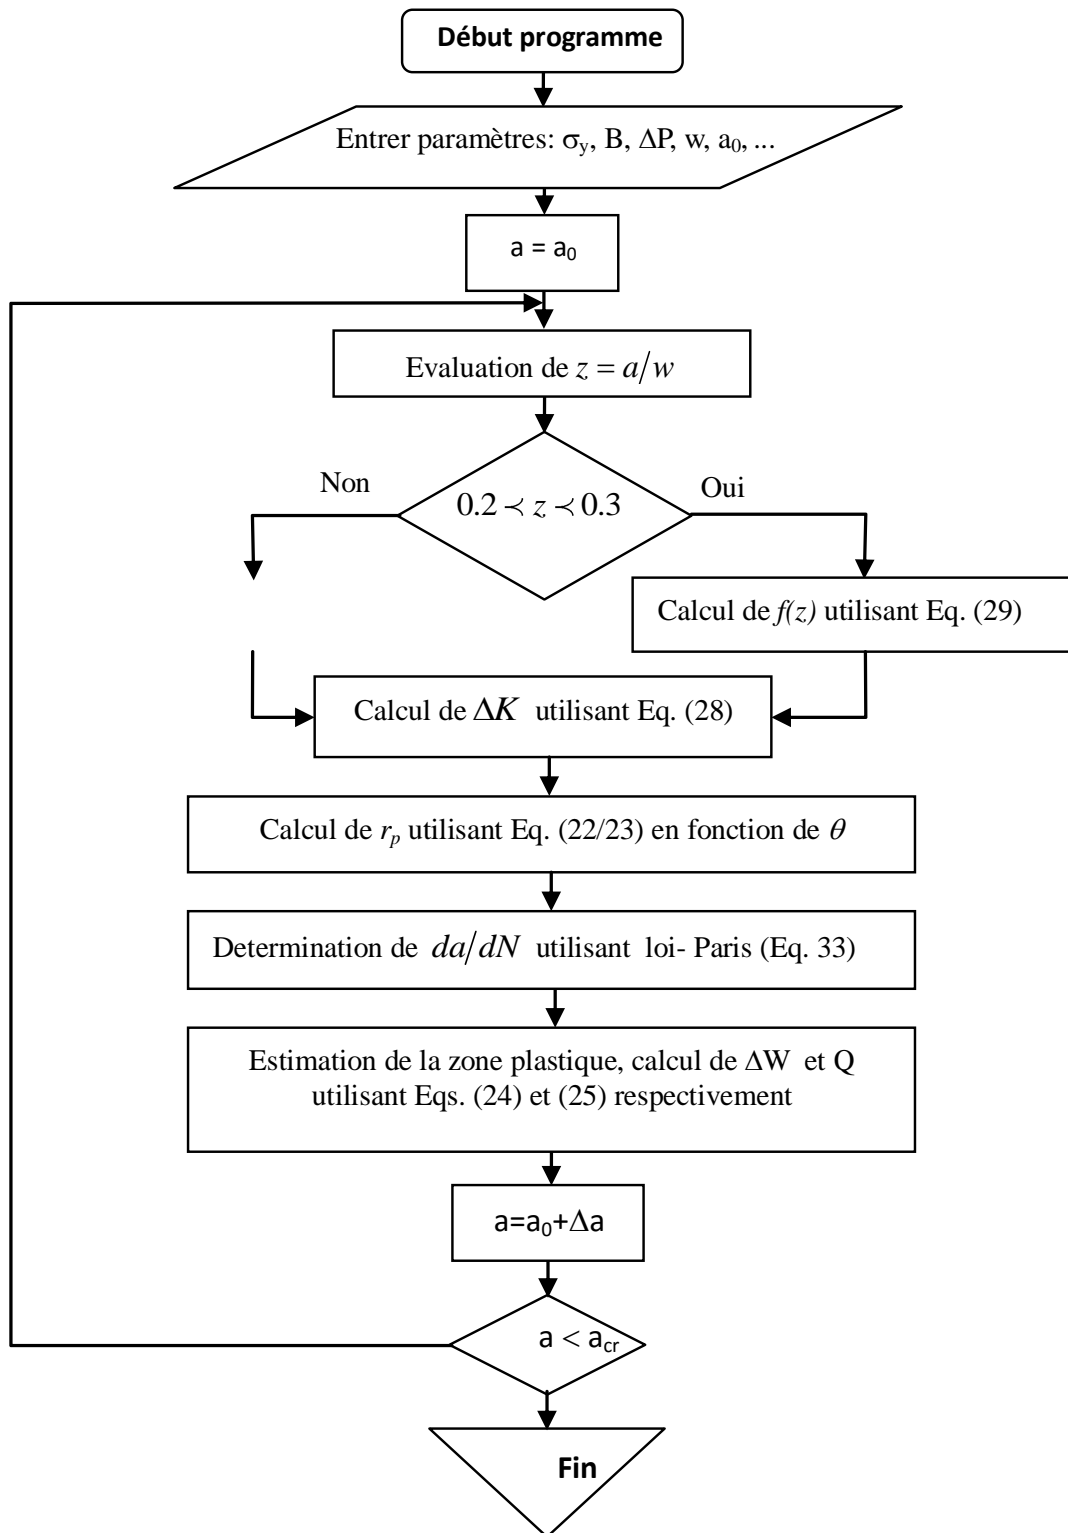 Début programme
Entrer paramètres: σy, B, ΔP, w, a0, ...
a = a0
Evaluation de z = a/w
Non
0.2 ≺ z ≺ 0.3
Oui
Calcul de f(z) utilisant Eq. (29)
Calcul de ΔK utilisant Eq. (28)
Calcul de rp utilisant Eq. (22/23) en fonction de θ
Determination de da/dN utilisant loi- Paris (Eq. 33)
Estimation de la zone plastique, calcul de ΔW et Q
utilisant Eqs. (24) et (25) respectivement
a=a0+Δa
a < acr
Fin